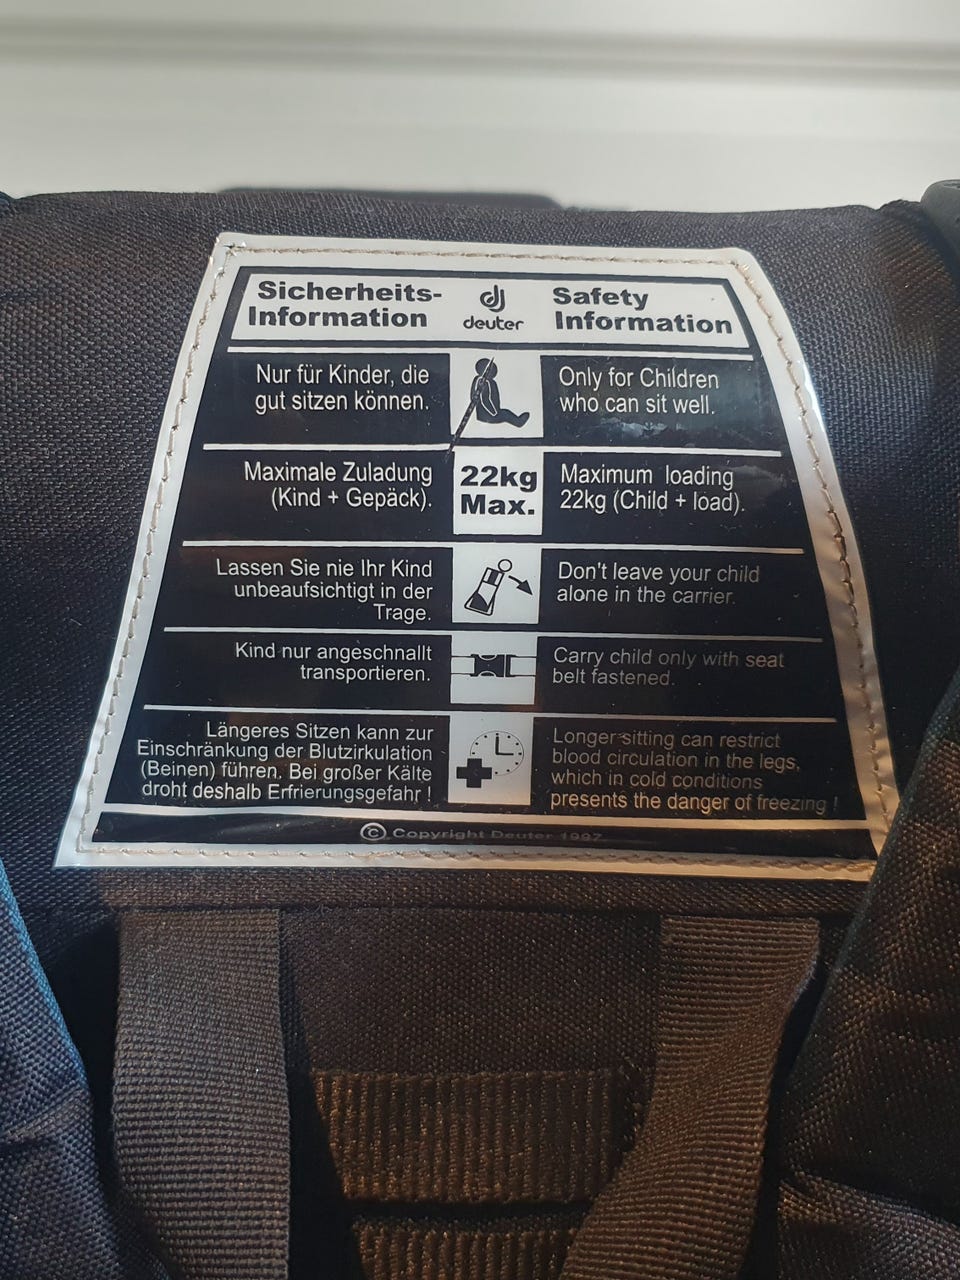 Sicherheits-
Information
deuter
Safety
Information
Nur für Kinder, die
gut sitzen können.
Only for Children
who can sit well.
Maximale Zuladung
(Kind + Gepäck).
22kg
Max.
Maximum loading
22kg (Child + load).
Lassen Sie nie Ihr Kind
unbeaufsichtigt in der
Trage.
Don't leave your child
alone in the carrier.
Kind nur angeschnallt
transportieren.
Carry child only with seat
belt fastened.
Längeres Sitzen kann zur
Einschränkung der Blutzirkulation
(Beinen) führen. Bei großer Kälte
droht deshalb Erfrierungsgefahr !
Longer sitting can restrict
blood circulation in the legs,
which in cold conditions
presents the danger of freezing !
© Copyright Deuter 1997